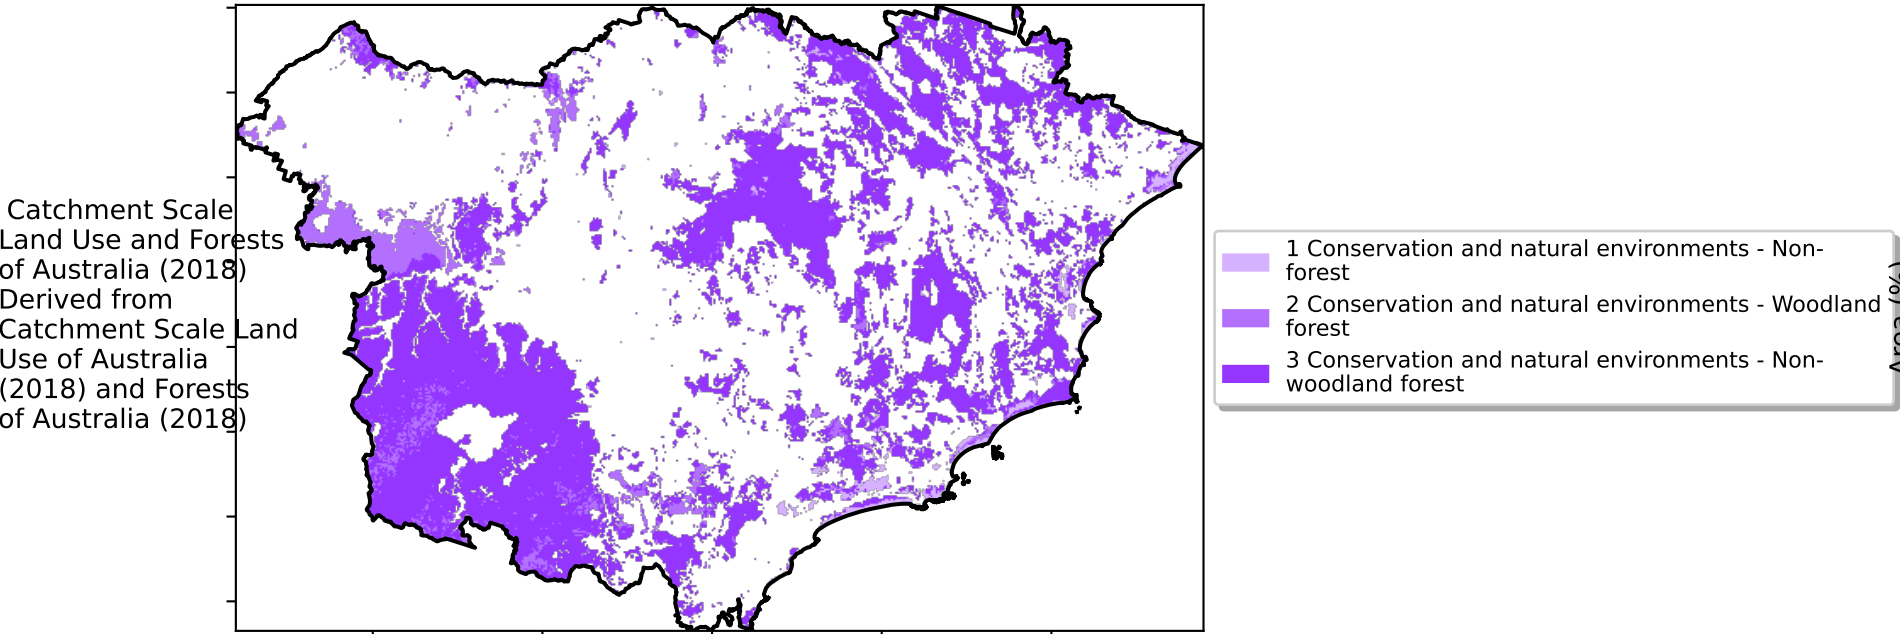 Catchment Scale
Land Use and Forests
of Australia (2018)
Derived from
Catchment Scale Land
Use of Australia
(2018) and Forests
of Australia (2018)
1 Conservation and natural environments - Non-
forest
2 Conservation and natural environments - Woodland
forest
3 Conservation and natural environments - Non-
woodland forest